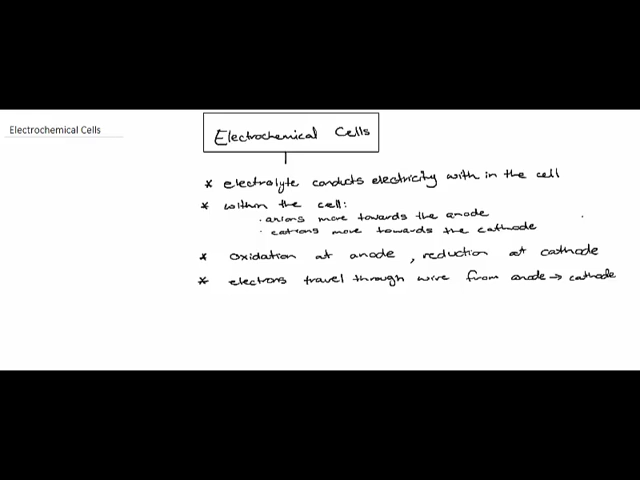 Electrochemical Cells
Electrochemical Cells
* electrolyte conducts electricity with in the cell
* within the cell:
· anions move towards the anode
· cations move towards the cathode
* oxidation at anode, reduction at cathode
* electrons travel through wire from anode → cathode